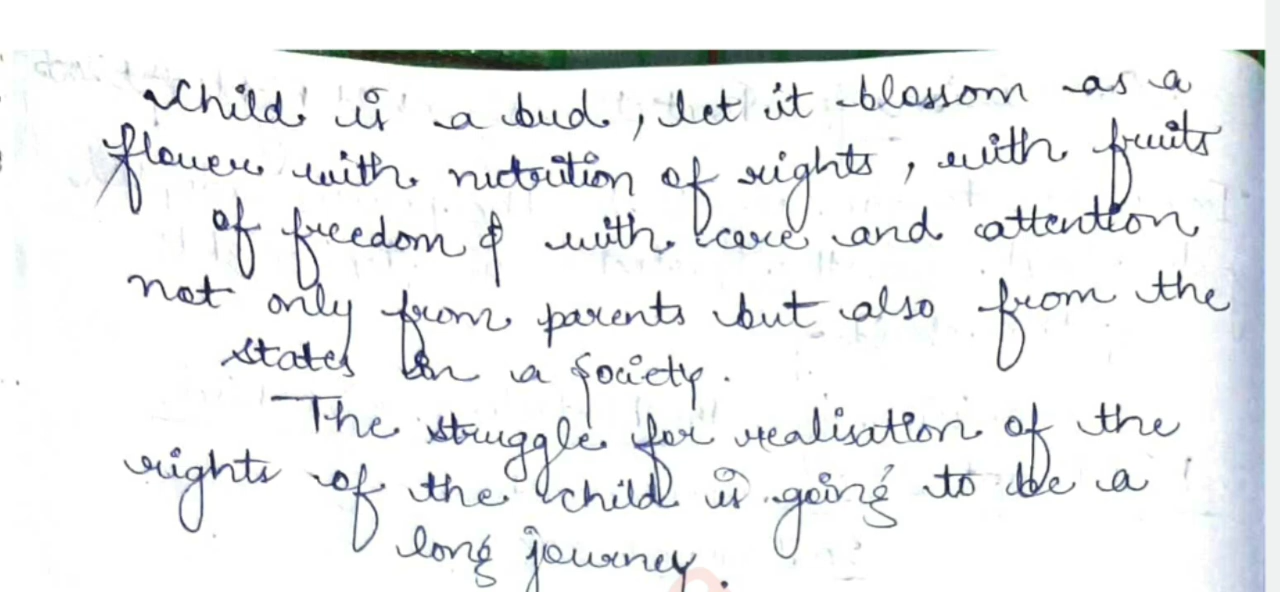 Child is a bud, let it blossom as a
flower with nutrition of rights, with fruits
of freedom & with care and attention
not only from parents but also from the
states in a society.
The struggle for realisation of the
rights of the child is going to be a
long journey.